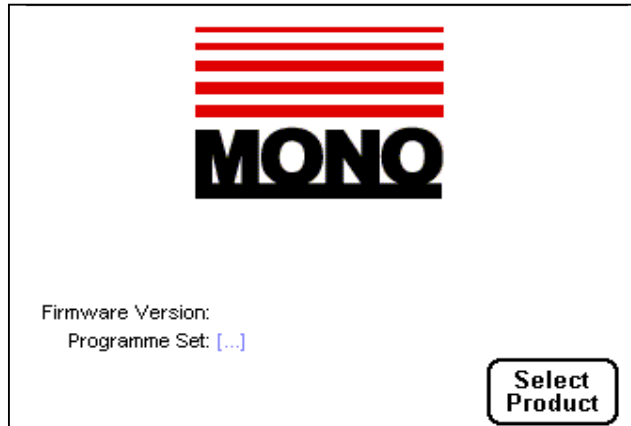 MONO
Firmware Version:
Programme Set: [...]
Select
Product